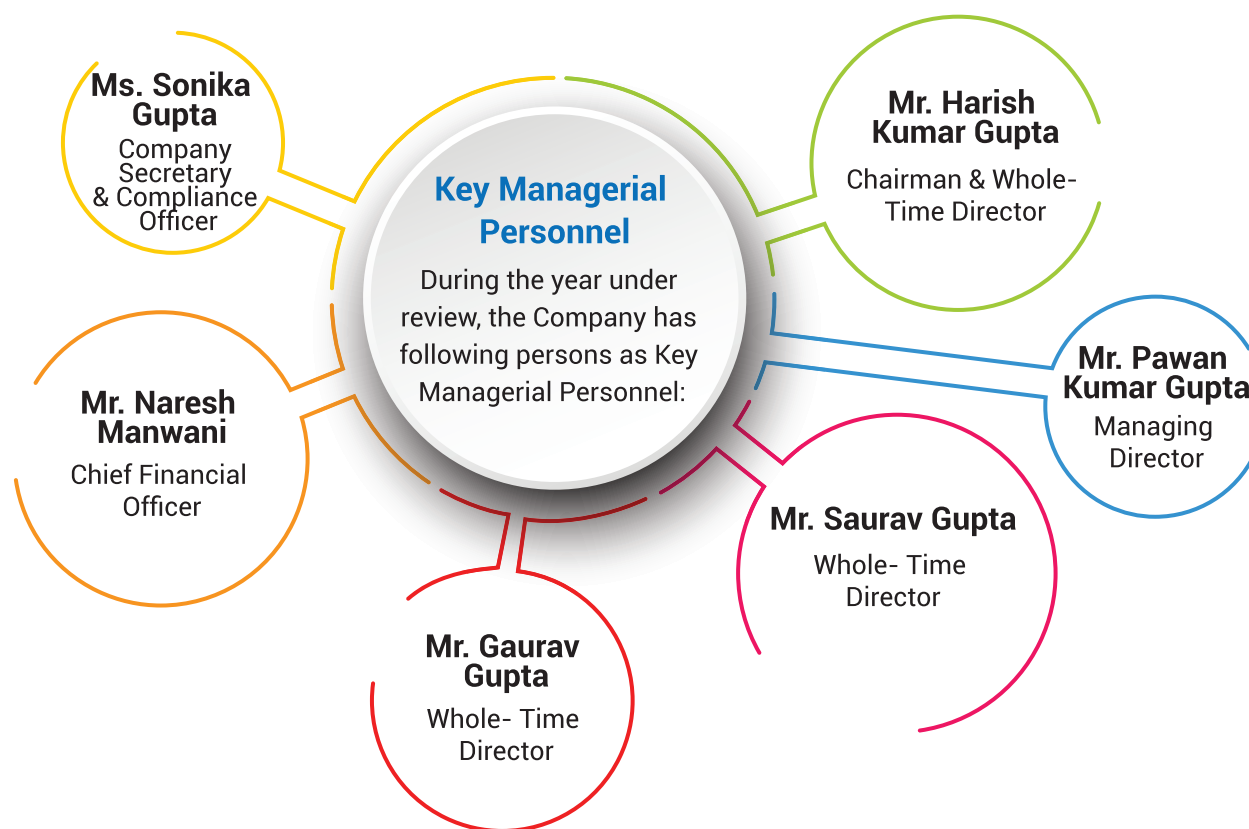 Key Managerial
Personnel
During the year under
review, the Company has
following persons as Key
Managerial Personnel:
Mr. Harish
Kumar Gupta
Chairman & Whole-
Time Director
Mr. Pawan
Kumar Gupta
Managing
Director
Mr. Saurav Gupta
Whole- Time
Director
Mr. Gaurav
Gupta
Whole- Time
Director
Mr. Naresh
Manwani
Chief Financial
Officer
Ms. Sonika
Gupta
Company
Secretary
& Compliance
Officer